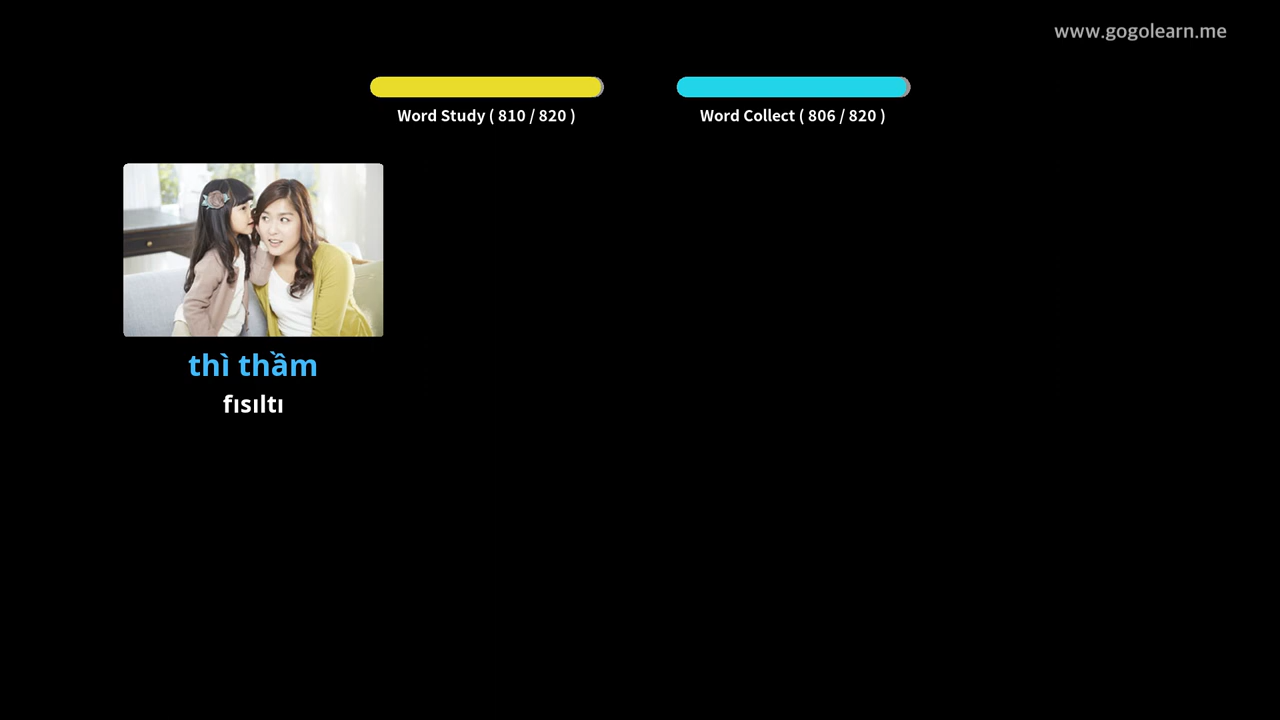 www.gogolearn.me
Word Study ( 810 / 820 )
Word Collect ( 806 / 820 )
thì thầm
fısıltı